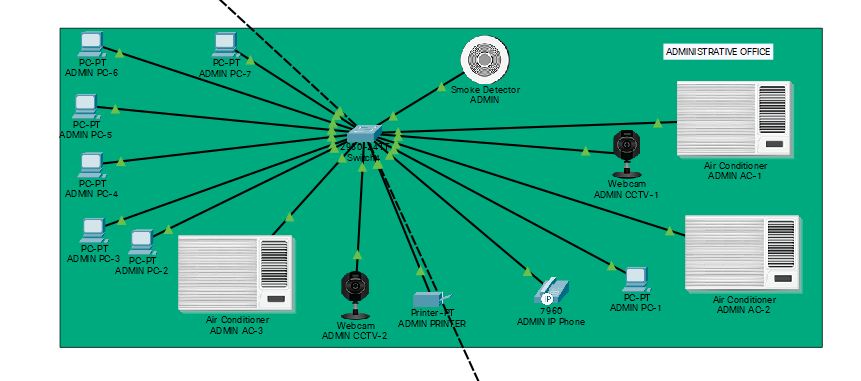 ADMINISTRATIVE OFFICE
PC-PT
ADMIN PC-6
PC-PT
ADMIN PC-7
Smoke Detector
ADMIN
PC-PT
ADMIN PC-5
2960-24TT
Switch4
Air Conditioner
ADMIN AC-1
PC-PT
ADMIN PC-4
Webcam
ADMIN CCTV-1
PC-PT
ADMIN PC-3
PC-PT
ADMIN PC-2
Air Conditioner
ADMIN AC-3
Webcam
ADMIN CCTV-2
Printer-PT
ADMIN PRINTER
IP
7960
ADMIN IP Phone
PC-PT
ADMIN PC-1
Air Conditioner
ADMIN AC-2